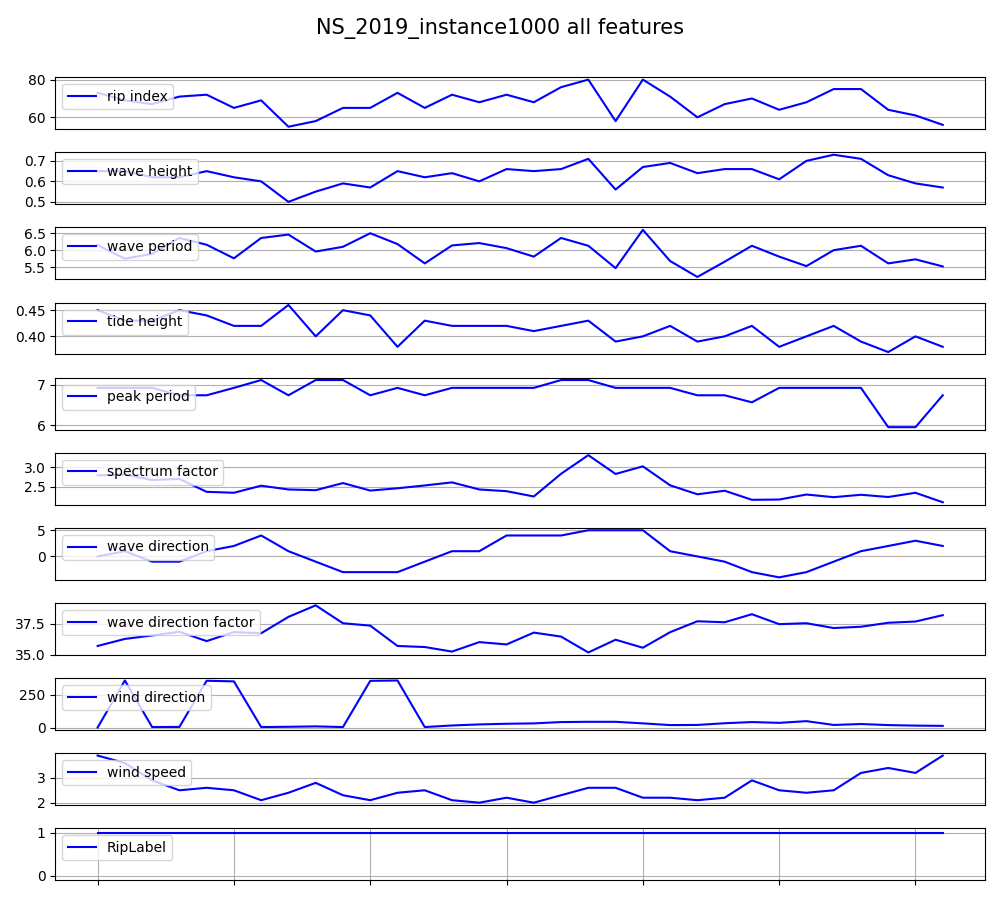 NS_2019_instance1000 all features
80
60
rip index
0.7
0.6
0.5
wave height
6.5
6.0
5.5
wave period
0.45
0.40
tide height
7
6
peak period
3.0
2.5
spectrum factor
5
0
wave direction
37.5
35.0
wave direction factor
250
0
wind direction
3
2
wind speed
1
0
RipLabel